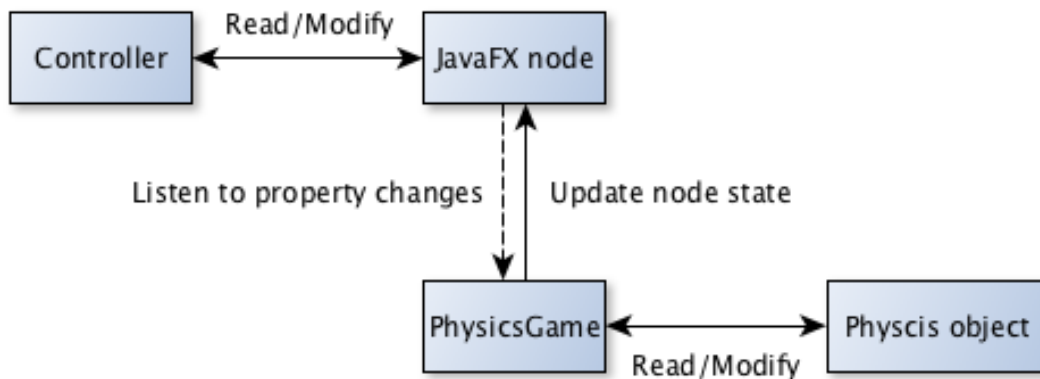 Read/Modify
Controller
JavaFX node
Listen to property changes
Update node state
PhysicsGame
Physcis object
Read/Modify